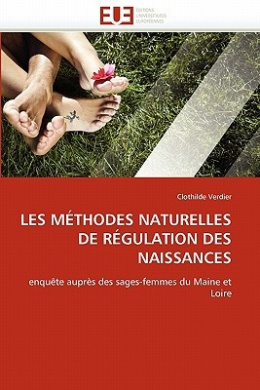 EUE
ÉDITIONS
UNIVERSITAIRES
EUROPÉENNES
Clothilde Verdier
LES MÉTHODES NATURELLES
DE RÉGULATION DES
NAISSANCES
enquête auprès des sages-femmes du Maine et
Loire